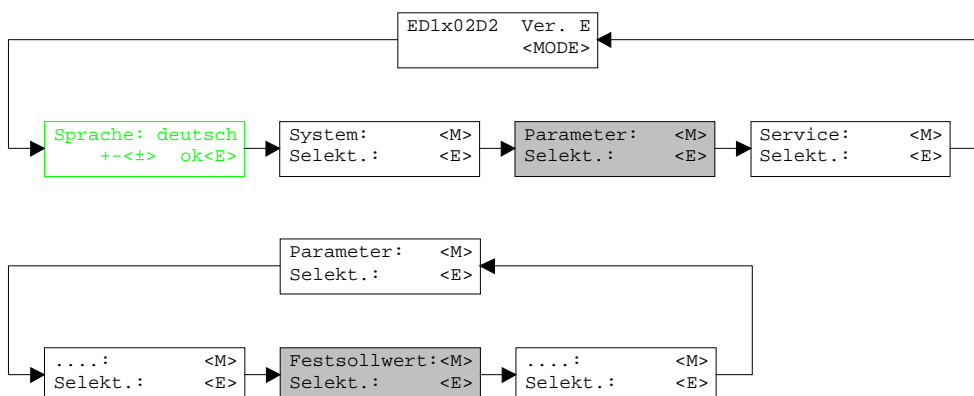 ED1x02D2 Ver. E
<MODE>
Sprache: deutsch
+-<±> ok<E>
System: <M>
Selekt.: <E>
Parameter: <M>
Selekt.: <E>
Service: <M>
Selekt.: <E>
Parameter: <M>
Selekt.: <E>
....: <M>
Selekt.: <E>
Festsollwert:<M>
Selekt.: <E>
....: <M>
Selekt.: <E>